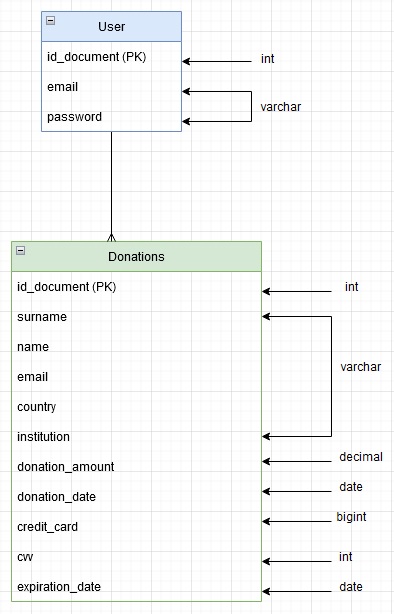 User
id_document (PK)
int
email
varchar
password
Donations
id_document (PK)
int
surname
name
varchar
email
country
institution
decimal
donation_amount
date
donation_date
bigint
credit_card
cvv
int
expiration_date
date